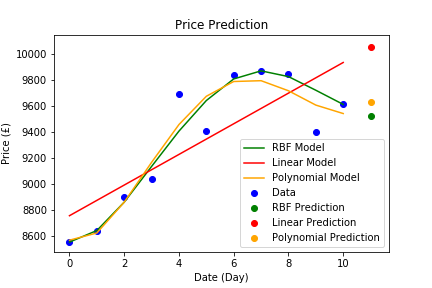 Price Prediction
Price (£)
10000
9800
9600
9400
9200
9000
8800
8600
RBF Model
Linear Model
Polynomial Model
Data
RBF Prediction
Linear Prediction
Polynomial Prediction
0
2
4
6
8
10
Date (Day)